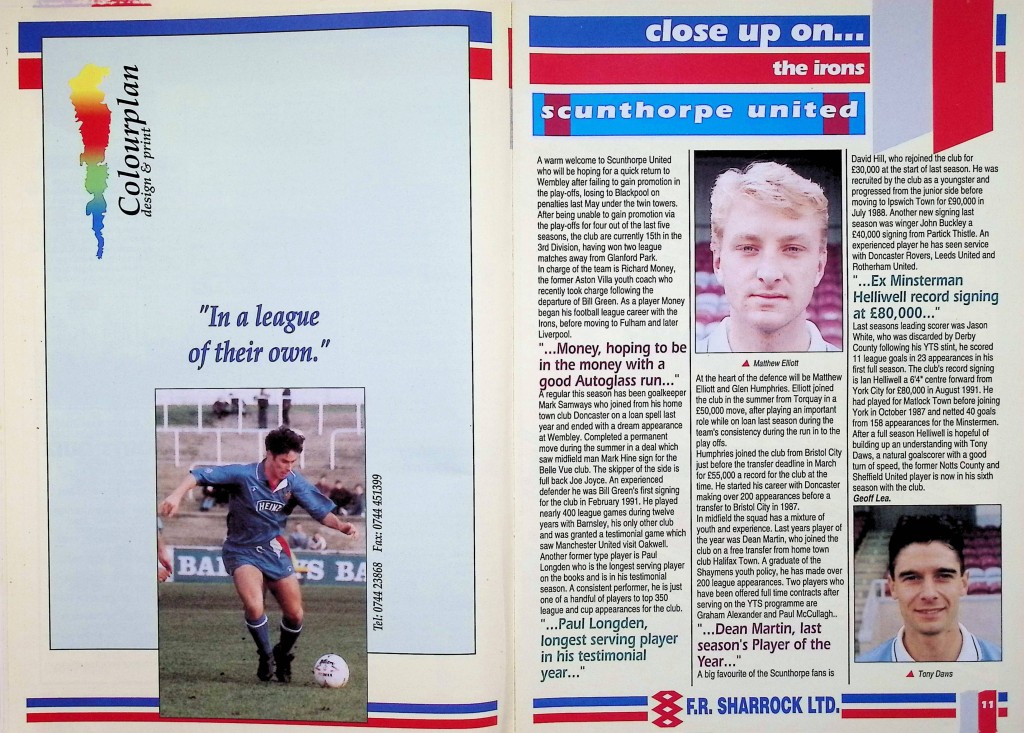 Colourplan
design & print
"In a league
of their own."
HEINZ
BAR
YS BA
Tel: 0744 23868 Fax: 0744 451399
close up on...
the irons
11
scunthorpe united
A warm welcome to Scunthorpe United
who will be hoping for a quick return to
Wembley after failing to gain promotion in
the play-offs, losing to Blackpool on
penalties last May under the twin towers.
After being unable to gain promotion via
the play-offs for four out of the last five
seasons, the club are currently 15th in the
3rd Division, having won two league
matches away from Glanford Park.
In charge of the team is Richard Money,
the former Aston Villa youth coach who
recently took charge following the
departure of Bill Green. As a player Money
began his football league career with the
Irons, before moving to Fulham and later
Liverpool.
"...Money, hoping to be
in the money with a
good Autoglass run..."
A regular this season has been goalkeeper
Mark Samways who joined from his home
town club Doncaster on a loan spell last
year and ended with a dream appearance
at Wembley. Completed a permanent
move during the summer in a deal which
saw midfield man Mark Hine sign for the
Belle Vue club. The skipper of the side is
full back Joe Joyce. An experienced
defender he was Bill Green's first signing
for the club in February 1991. He played
nearly 400 league games during twelve
years with Barnsley, his only other club
and was granted a testimonial game which
saw Manchester United visit Oakwell.
Another former type player is Paul
Longden who is the longest serving player
on the books and is in his testimonial
season. A consistent performer, he is just
one of a handful of players to top 350
league and cup appearances for the club.
"...Paul Longden,
longest serving player
in his testimonial
year..."
Matthew Elliott
At the heart of the defence will be Matthew
Elliott and Glen Humphries. Elliott joined
the club in the summer from Torquay in a
£50,000 move, after playing an important
role while on loan last season during the
team's consistency during the run in to the
play offs.
Humphries joined the club from Bristol City
just before the transfer deadline in March
for £55,000 a record for the club at the
time. He started his career with Doncaster
making over 200 appearances before a
transfer to Bristol City in 1987.
In midfield the squad has a mixture of
youth and experience. Last years player of
the year was Dean Martin, who joined the
club on a free transfer from home town
club Halifax Town. A graduate of the
Shaymens youth policy, he has made over
200 league appearances. Two players who
have been offered full time contracts after
serving on the YTS programme are
Graham Alexander and Paul McCullagh..
"...Dean Martin, last
season's Player of the
Year..."
A big favourite of the Scunthorpe fans is
David Hill, who rejoined the club for
£30,000 at the start of last season. He was
recruited by the club as a youngster and
progressed from the junior side before
moving to Ipswich Town for £90,000 in
July 1988. Another new signing last
season was winger John Buckley a
£40,000 signing from Partick Thistle. An
experienced player he has seen service
with Doncaster Rovers, Leeds United and
Rotherham United.
"...Ex Minsterman
Helliwell record signing
at £80,000..."
Last seasons leading scorer was Jason
White, who was discarded by Derby
County following his YTS stint, he scored
11 league goals in 23 appearances in his
first full season. The club's record signing
is Ian Helliwell a 6'4" centre forward from
York City for £80,000 in August 1991. He
had played for Matlock Town before joining
York in October 1987 and netted 40 goals
from 158 appearances for the Minstermen.
After a full season Helliwell is hopeful of
building up an understanding with Tony
Daws, a natural goalscorer with a good
turn of speed, the former Notts County and
Sheffield United player is now in his sixth
season with the club.
Geoff Lea.
Tony Daws
F.R. SHARROCK LTD.
11